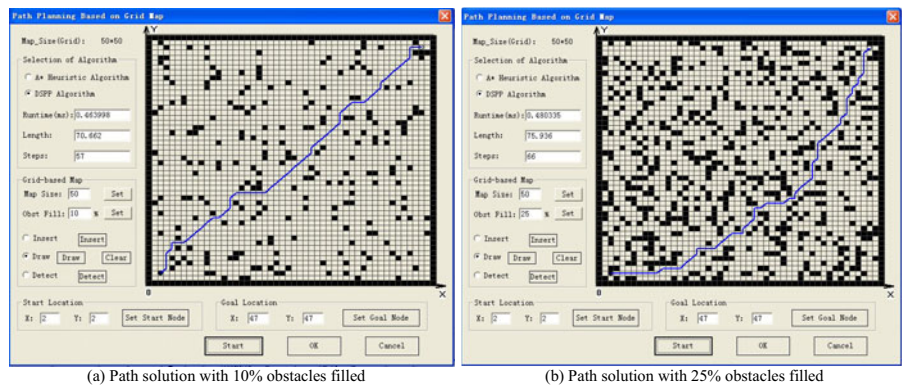 Path Planning Based on Grid Map
Map_Size(Grid): 50*50
Selection of Algorithm
A* Heuristic Algorithm
DSPP Algorithm
Runtime(ms): 0.463998
Length: 70.662
Steps: 57
Grid-based Map
Map Size: 50 Set
Obst Fill: 10 % Set
Insert Insert
Draw Draw Clear
Detect Detect
Y
0
X
Start Location
X: 2 Y: 2 Set Start Node
Goal Location
X: 47 Y: 47 Set Goal Node
Start OK Cancel
(a) Path solution with 10% obstacles filled
Path Planning Based on Grid Map
Map_Size(Grid): 50*50
Selection of Algorithm
A* Heuristic Algorithm
DSPP Algorithm
Runtime(ms): 0.480335
Length: 75.936
Steps: 66
Grid-based Map
Map Size: 50 Set
Obst Fill: 25 % Set
Insert Insert
Draw Draw Clear
Detect Detect
Y
0
X
Start Location
X: 2 Y: 2 Set Start Node
Goal Location
X: 47 Y: 47 Set Goal Node
Start OK Cancel
(b) Path solution with 25% obstacles filled